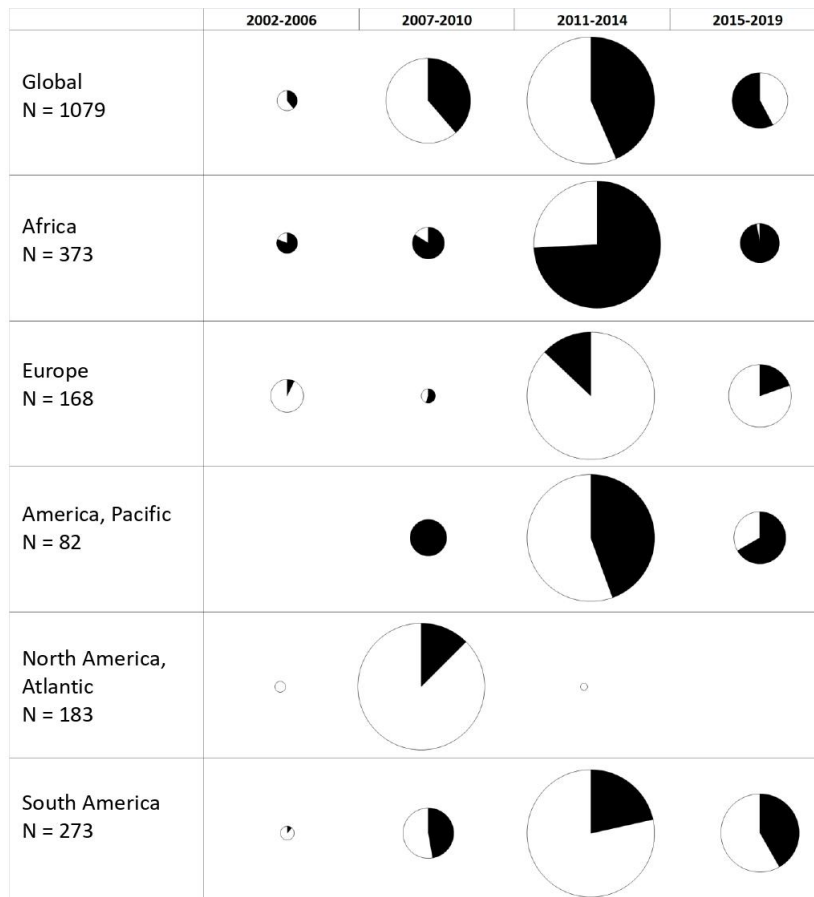 2002-2006 2007-2010 2011-2014 2015-2019
Global
N = 1079
Africa
N = 373
Europe
N = 168
America, Pacific
N = 82
North America,
Atlantic
N = 183
South America
N = 273